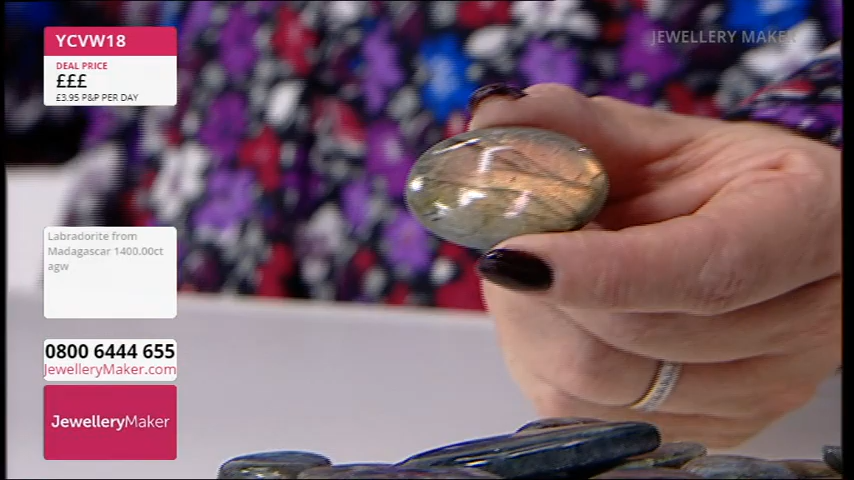 YCVW18
DEAL PRICE
£££
£3.95 P&P PER DAY
Labradorite from
Madagascar 1400.00ct
agw
0800 6444 655
JewelleryMaker.com
JewelleryMaker
JEWELLERY MAKER